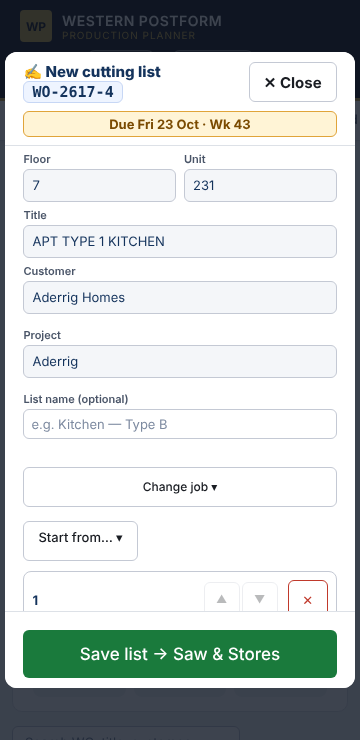 WP
WESTERN POSTFORM
PRODUCTION PLANNER
✍️ New cutting list
WO-2617-4
✕ Close
Due Fri 23 Oct · Wk 43
Floor
Unit
7
231
Title
APT TYPE 1 KITCHEN
Customer
Aderrig Homes
Project
Aderrig
List name (optional)
e.g. Kitchen — Type B
Change job ▾
Start from... ▾
1
▲
▼
✕
Save list → Saw & Stores